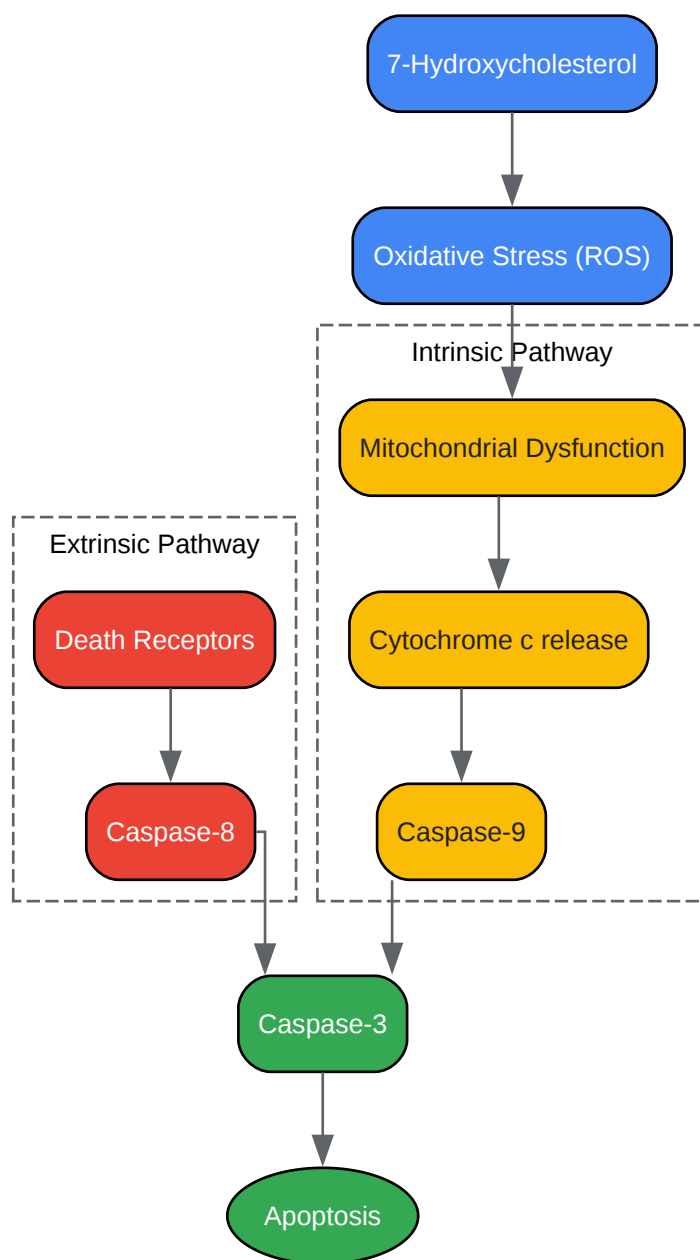 7-Hydroxycholesterol
Oxidative Stress (ROS)
Intrinsic Pathway
Mitochondrial Dysfunction
Extrinsic Pathway
Death Receptors
Cytochrome c release
Caspase-8
Caspase-9
Caspase-3
Apoptosis